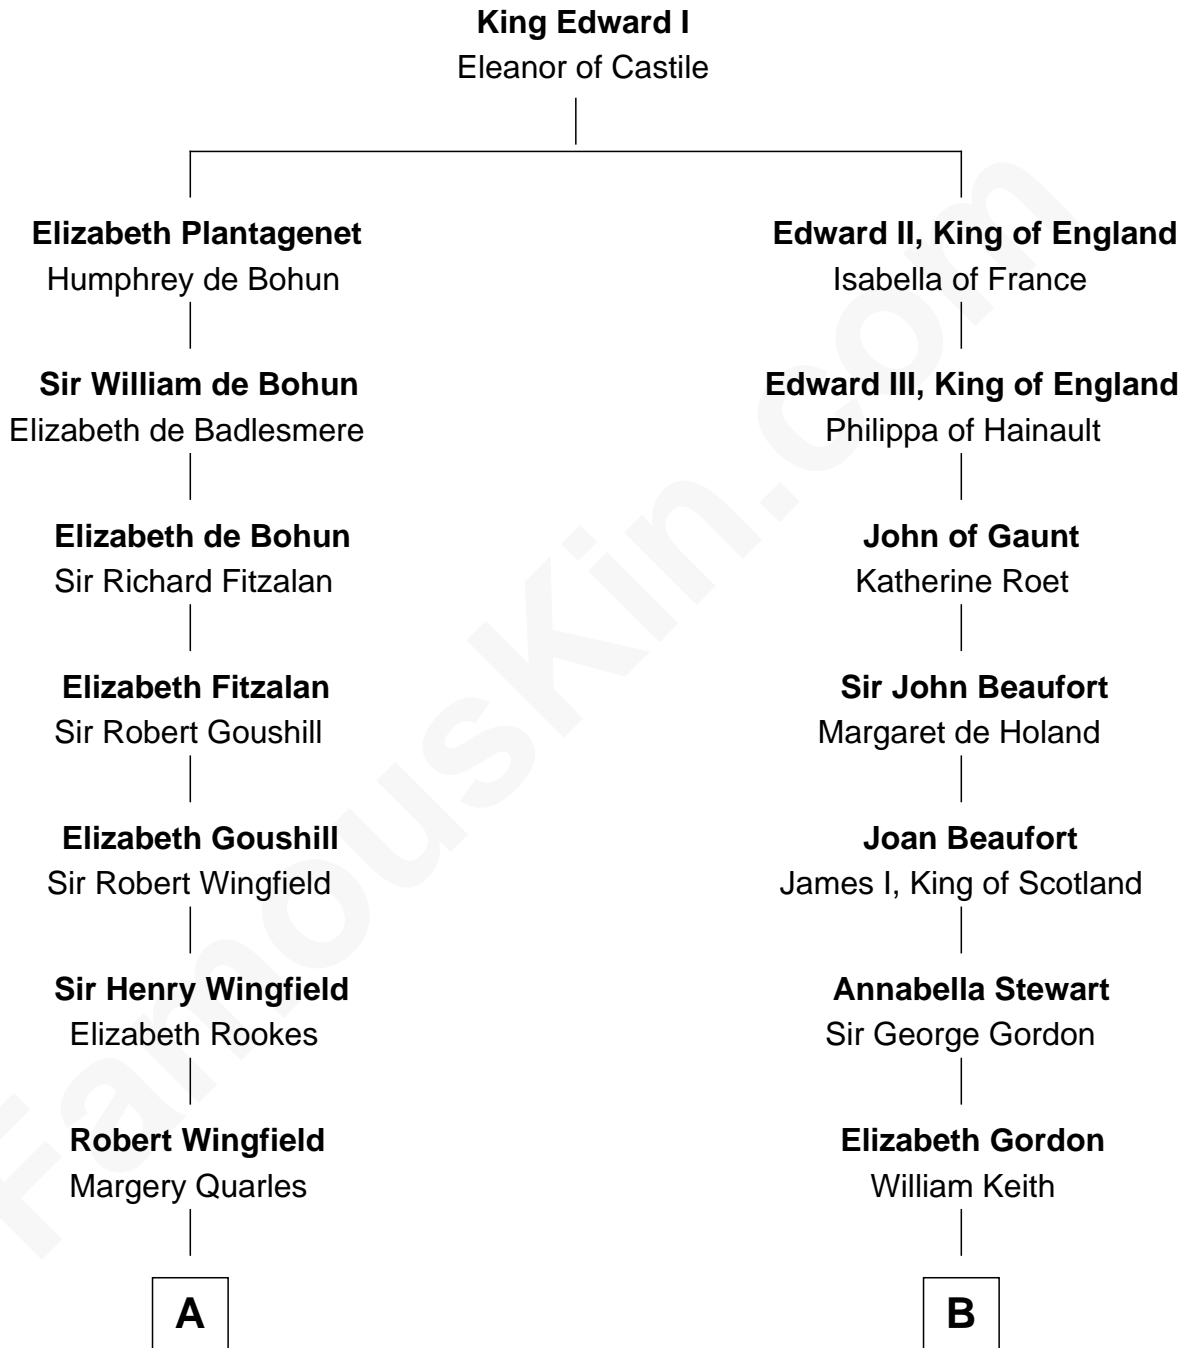 King Edward I
Eleanor of Castile
Elizabeth Plantagenet
Humphrey de Bohun
Edward II, King of England
Isabella of France
Sir William de Bohun
Elizabeth de Badlesmere
Edward III, King of England
Philippa of Hainault
Elizabeth de Bohun
Sir Richard Fitzalan
John of Gaunt
Katherine Roet
Elizabeth Fitzalan
Sir Robert Goushill
Sir John Beaufort
Margaret de Holand
Elizabeth Goushill
Sir Robert Wingfield
Joan Beaufort
James I, King of Scotland
Sir Henry Wingfield
Elizabeth Rookes
Annabella Stewart
Sir George Gordon
Robert Wingfield
Margery Quarles
Elizabeth Gordon
William Keith
A
B
FamousKin.com